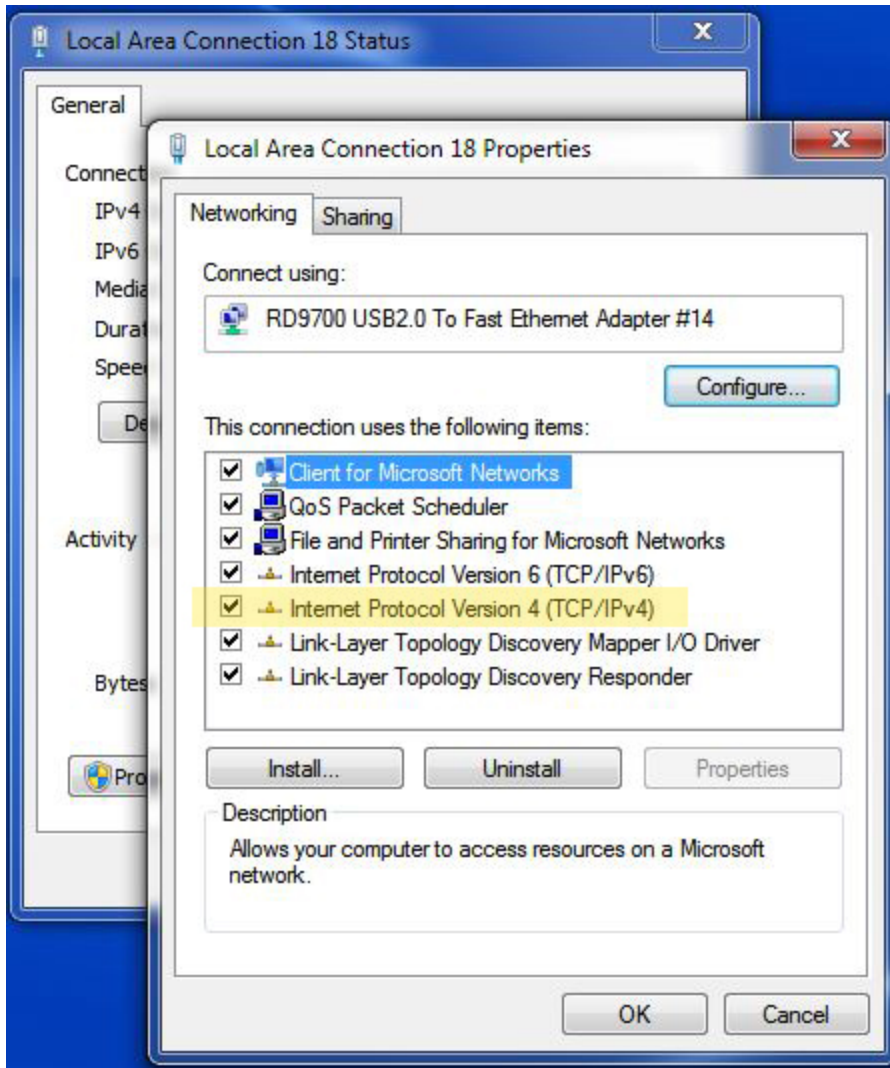 Local Area Connection 18 Status
General
Connect
IPv4
IPv6
Media
Durat
Speed
De
Activity
Bytes
Pro
Local Area Connection 18 Properties
Networking
Sharing
Connect using:
RD9700 USB2.0 To Fast Ethernet Adapter #14
Configure...
This connection uses the following items:
Client for Microsoft Networks
QoS Packet Scheduler
File and Printer Sharing for Microsoft Networks
Internet Protocol Version 6 (TCP/IPv6)
Internet Protocol Version 4 (TCP/IPv4)
Link-Layer Topology Discovery Mapper I/O Driver
Link-Layer Topology Discovery Responder
Install...
Uninstall
Properties
Description
Allows your computer to access resources on a Microsoft
network.
OK
Cancel